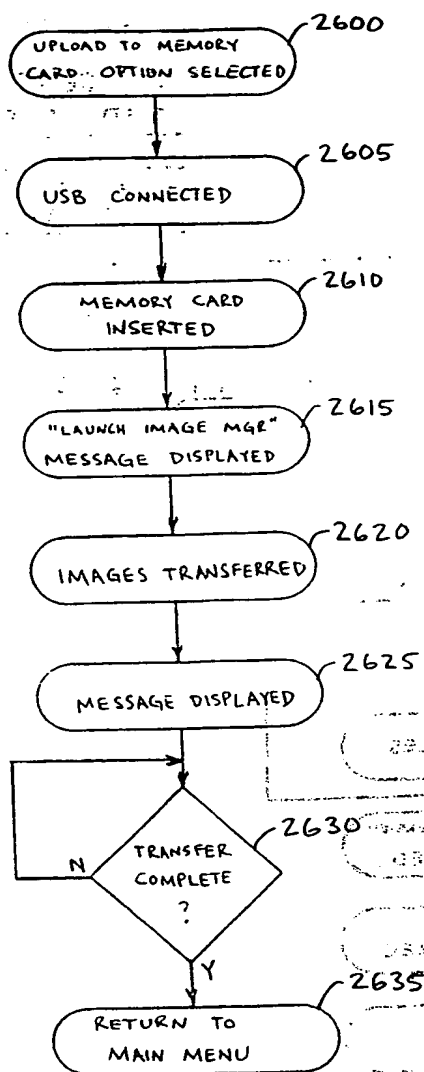 2600
UPLOAD TO MEMORY
CARD OPTION SELECTED
2605
USB CONNECTED
2610
MEMORY CARD
INSERTED
2615
"LAUNCH IMAGE MGR"
MESSAGE DISPLAYED
2620
IMAGES TRANSFERRED
2625
MESSAGE DISPLAYED
2630
TRANSFER
COMPLETE
?
N
Y
2635
RETURN TO
MAIN MENU